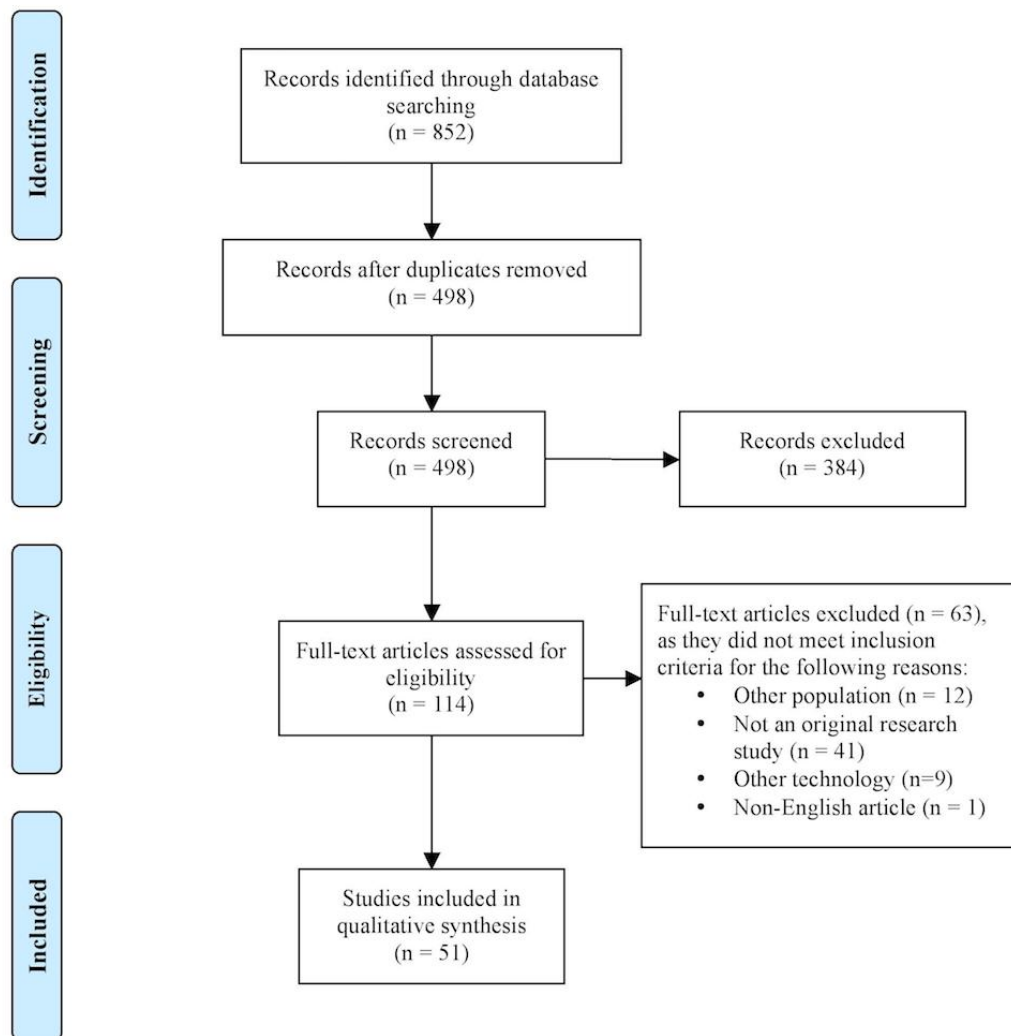 Identification
Records identified through database
searching
(n = 852)
Records after duplicates removed
(n = 498)
Screening
Records screened
(n = 498)
Records excluded
(n = 384)
Eligibility
Full-text articles assessed for
eligibility
(n = 114)
Full-text articles excluded (n = 63),
as they did not meet inclusion
criteria for the following reasons:
• Other population (n = 12)
• Not an original research
study (n = 41)
• Other technology (n=9)
• Non-English article (n = 1)
Included
Studies included in
qualitative synthesis
(n = 51)